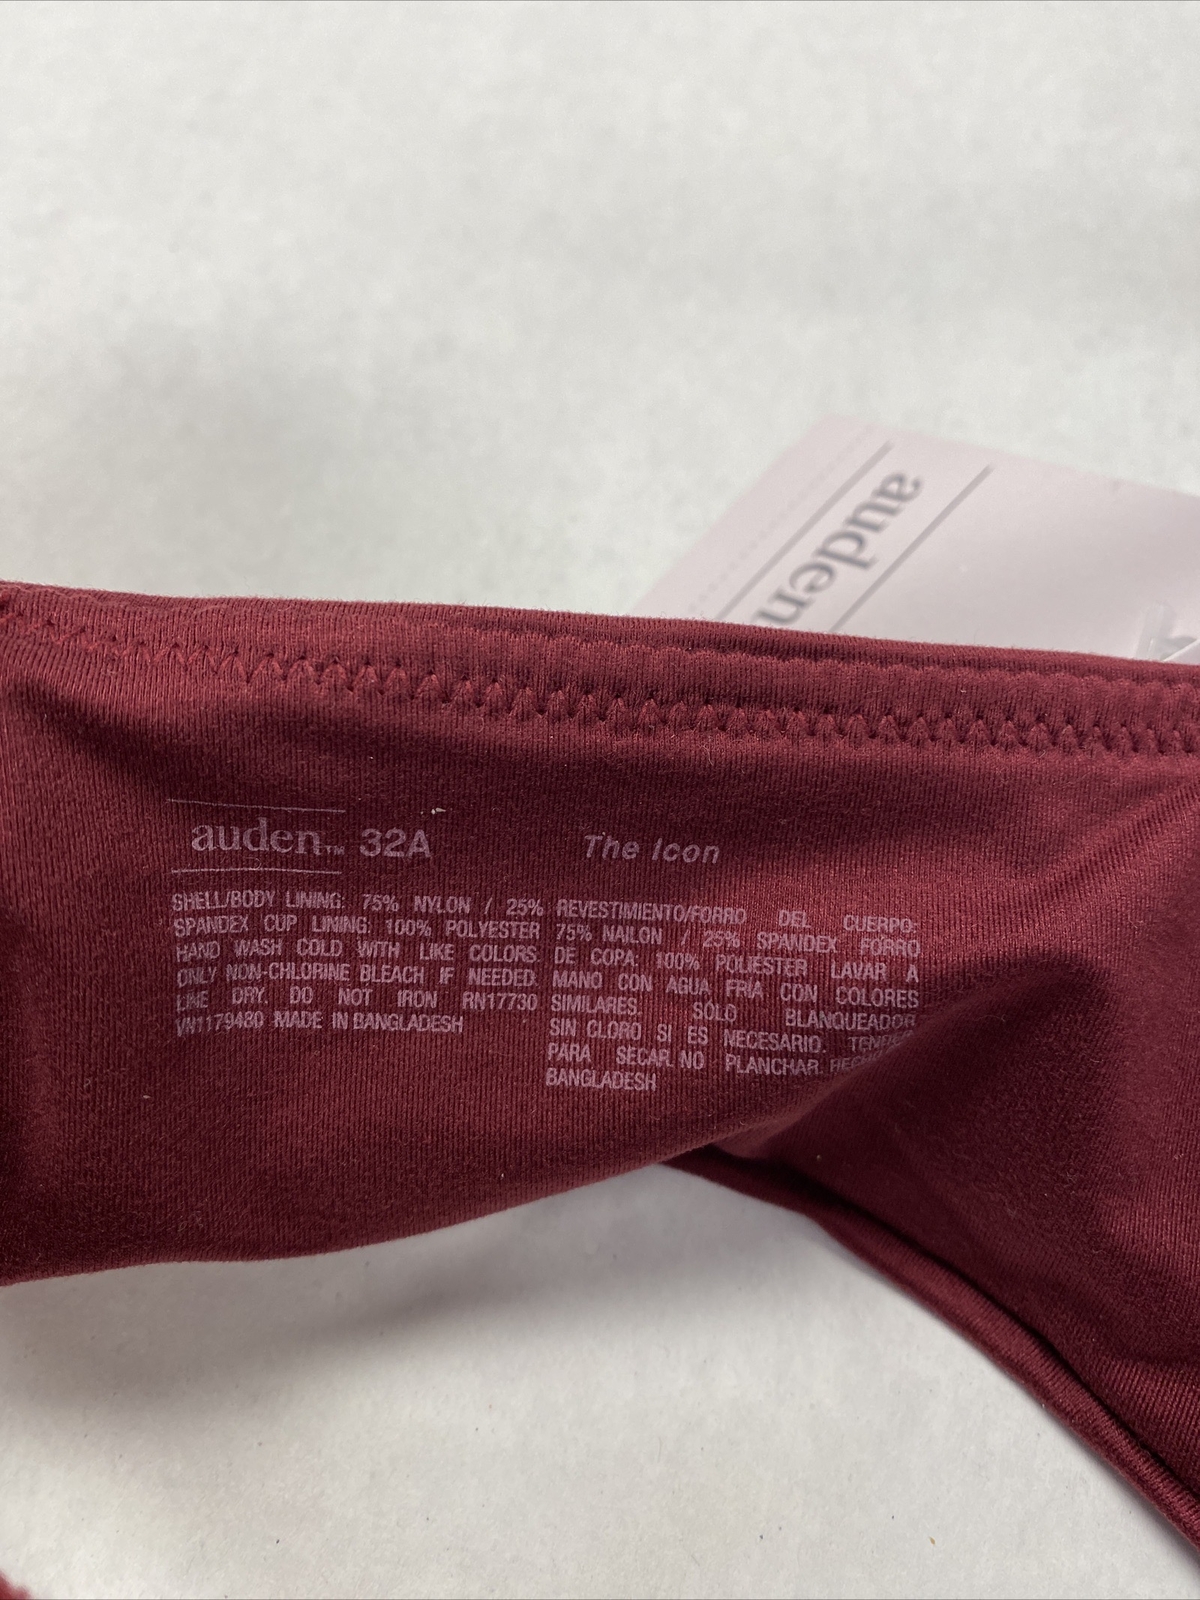 auden
auden™ 32A
The Icon
SHELL/BODY LINING: 75% NYLON / 25%
SPANDEX CUP LINING: 100% POLYESTER
HAND WASH COLD WITH LIKE COLORS.
ONLY NON-CHLORINE BLEACH IF NEEDED.
LINE DRY. DO NOT IRON RN17730
VN1179480 MADE IN BANGLADESH
REVESTIMIENTO/FORRO DEL CUERPO:
75% NAILON / 25% SPANDEX FORRO
DE COPA: 100% POLIÉSTER LAVAR A
MANO CON AGUA FRIA CON COLORES
SIMILARES. SOLO BLANQUEADOR
SIN CLORO SI ES NECESARIO.
PARA SECAR. NO PLANCHAR.
BANGLADESH